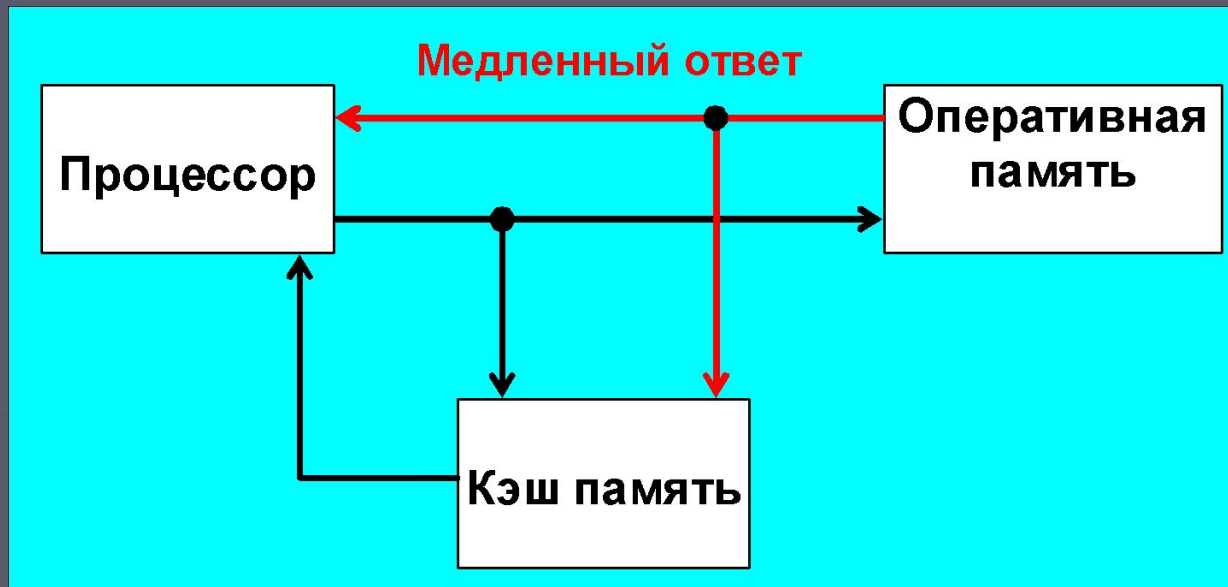 Медленный ответ
Процессор
Оперативная
память
Кэш память